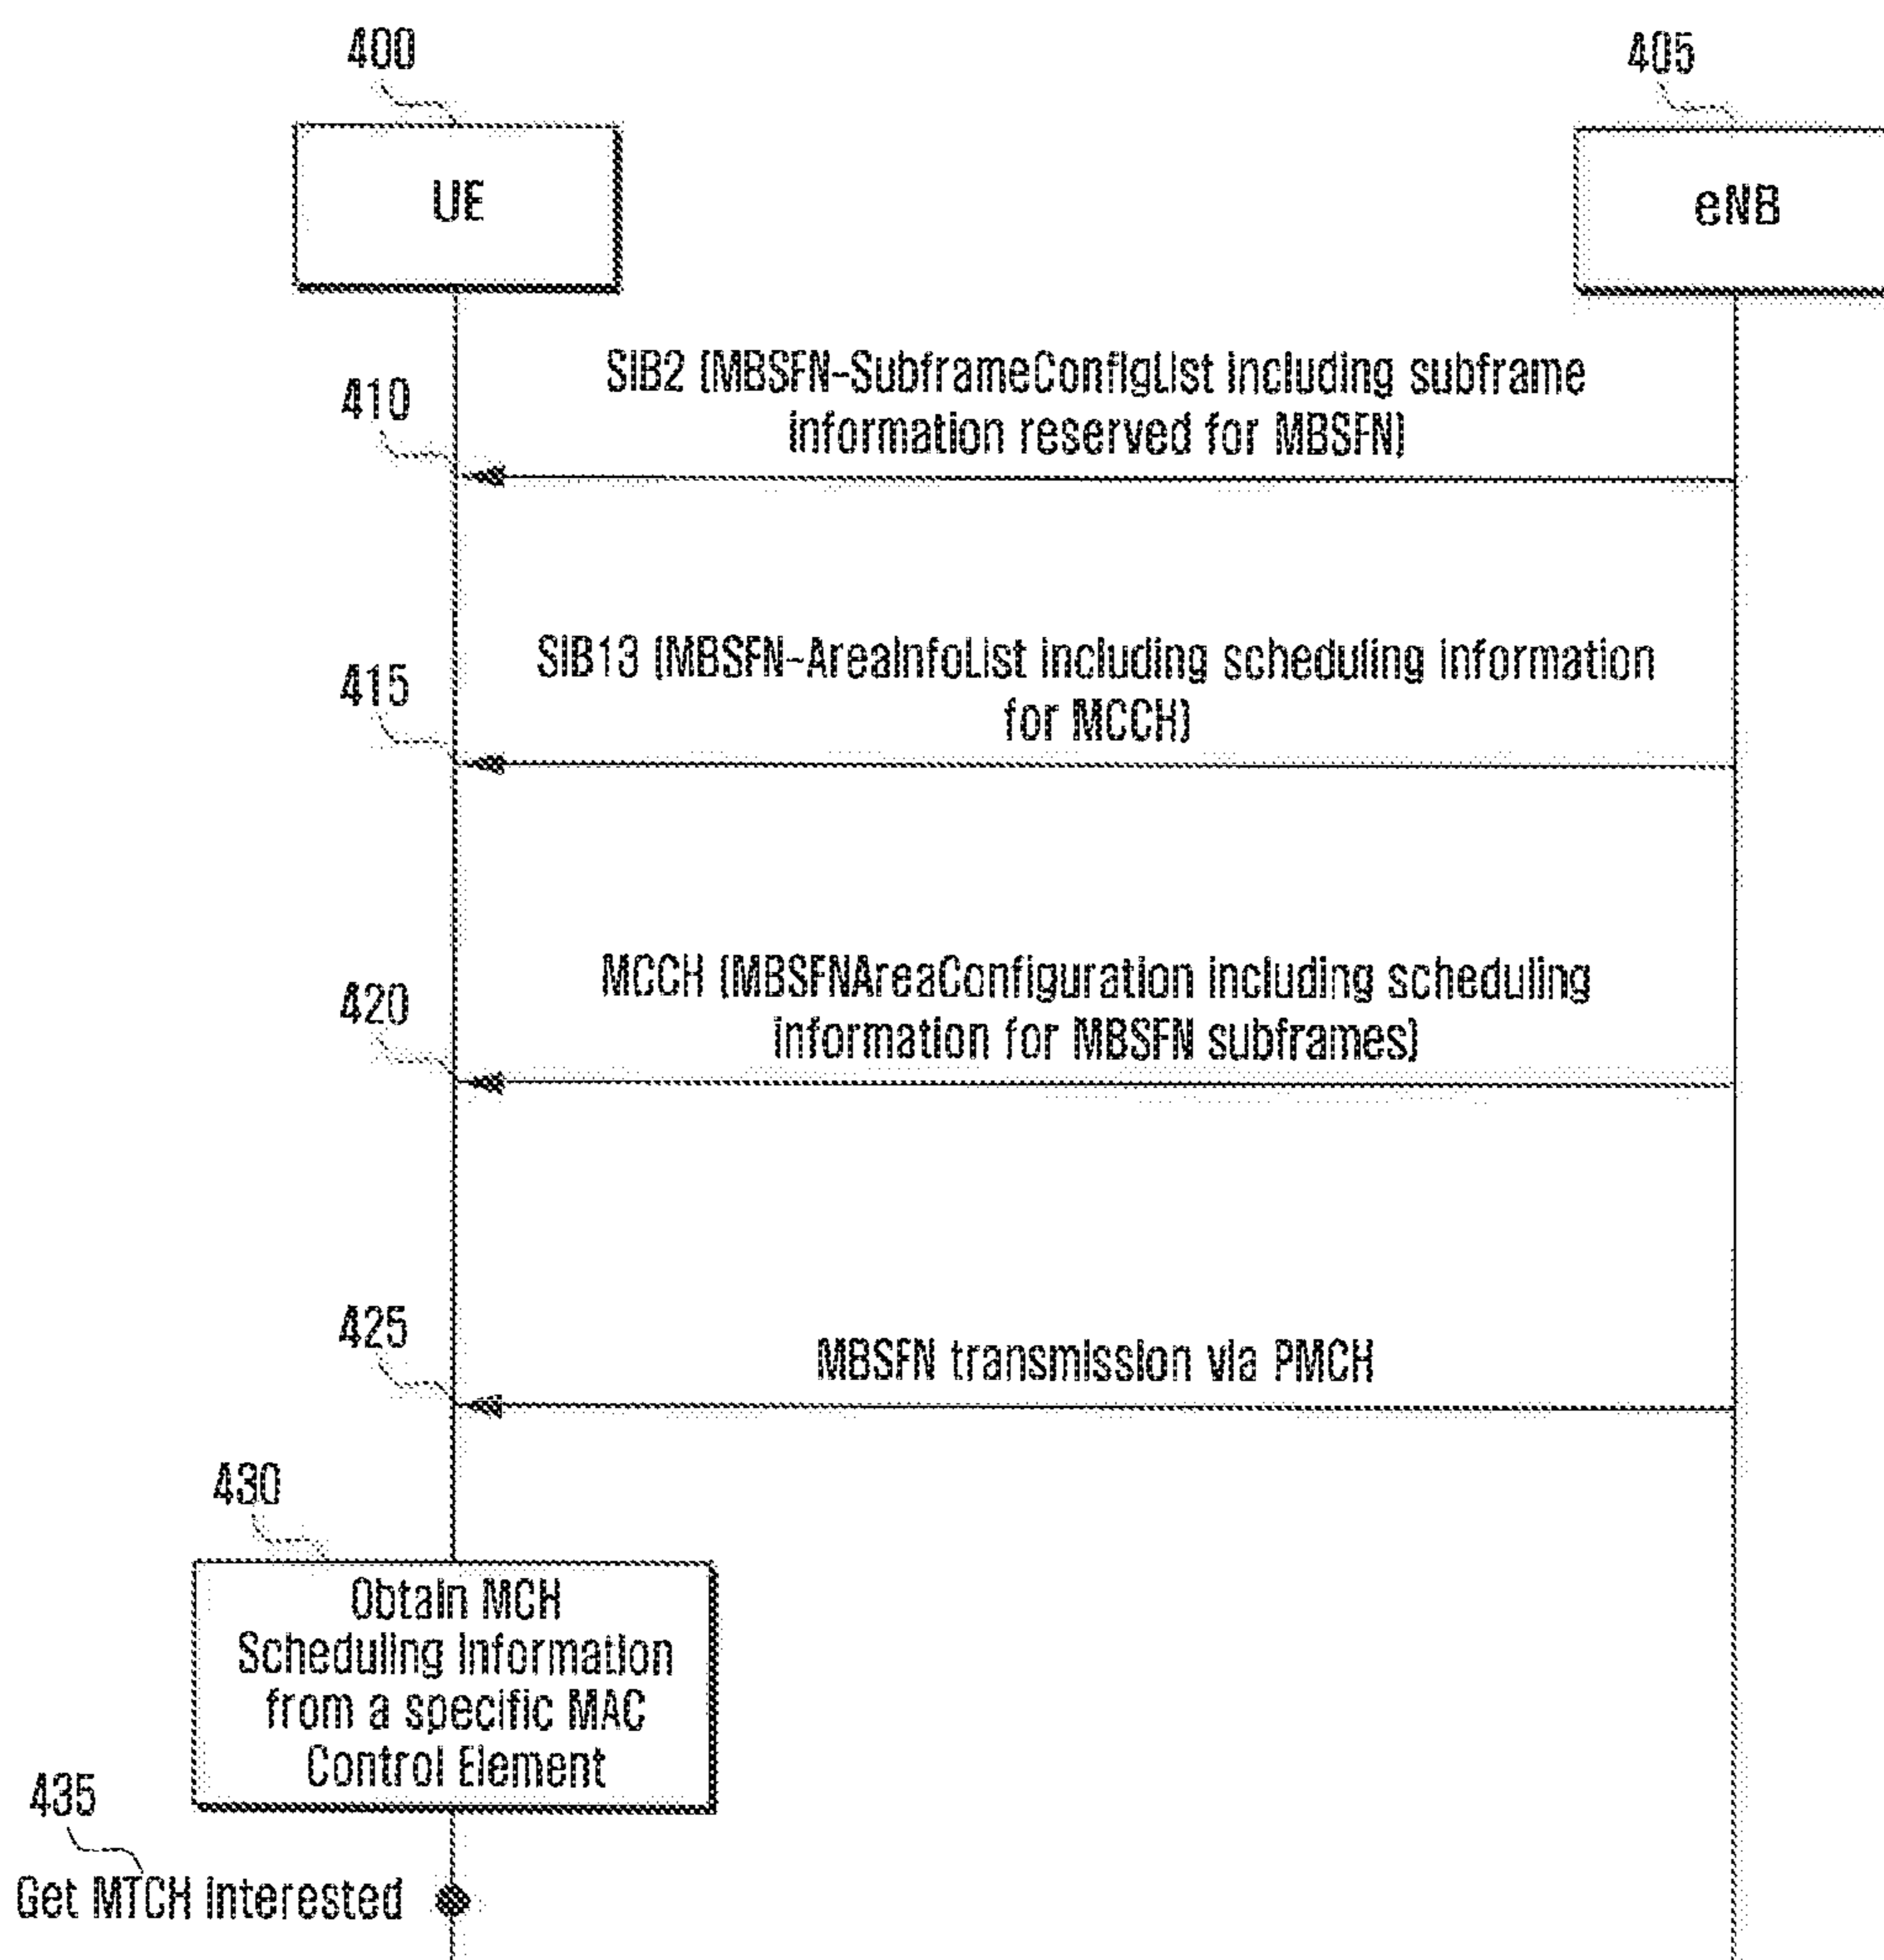 400
405
UE
eNB
SIB2 (MBSFN-SubframeConfigList including subframe
information reserved for MBSFN)
410
SIB13 (MBSFN-AreaInfoList including scheduling information
for MCCH)
415
MCCH (MBSFNAreaConfiguration including scheduling
information for MBSFN subframes)
420
425
MBSFN transmission via PMCH
430
Obtain MCH
Scheduling Information
from a specific MAC
Control Element
435
Get MTCH interested